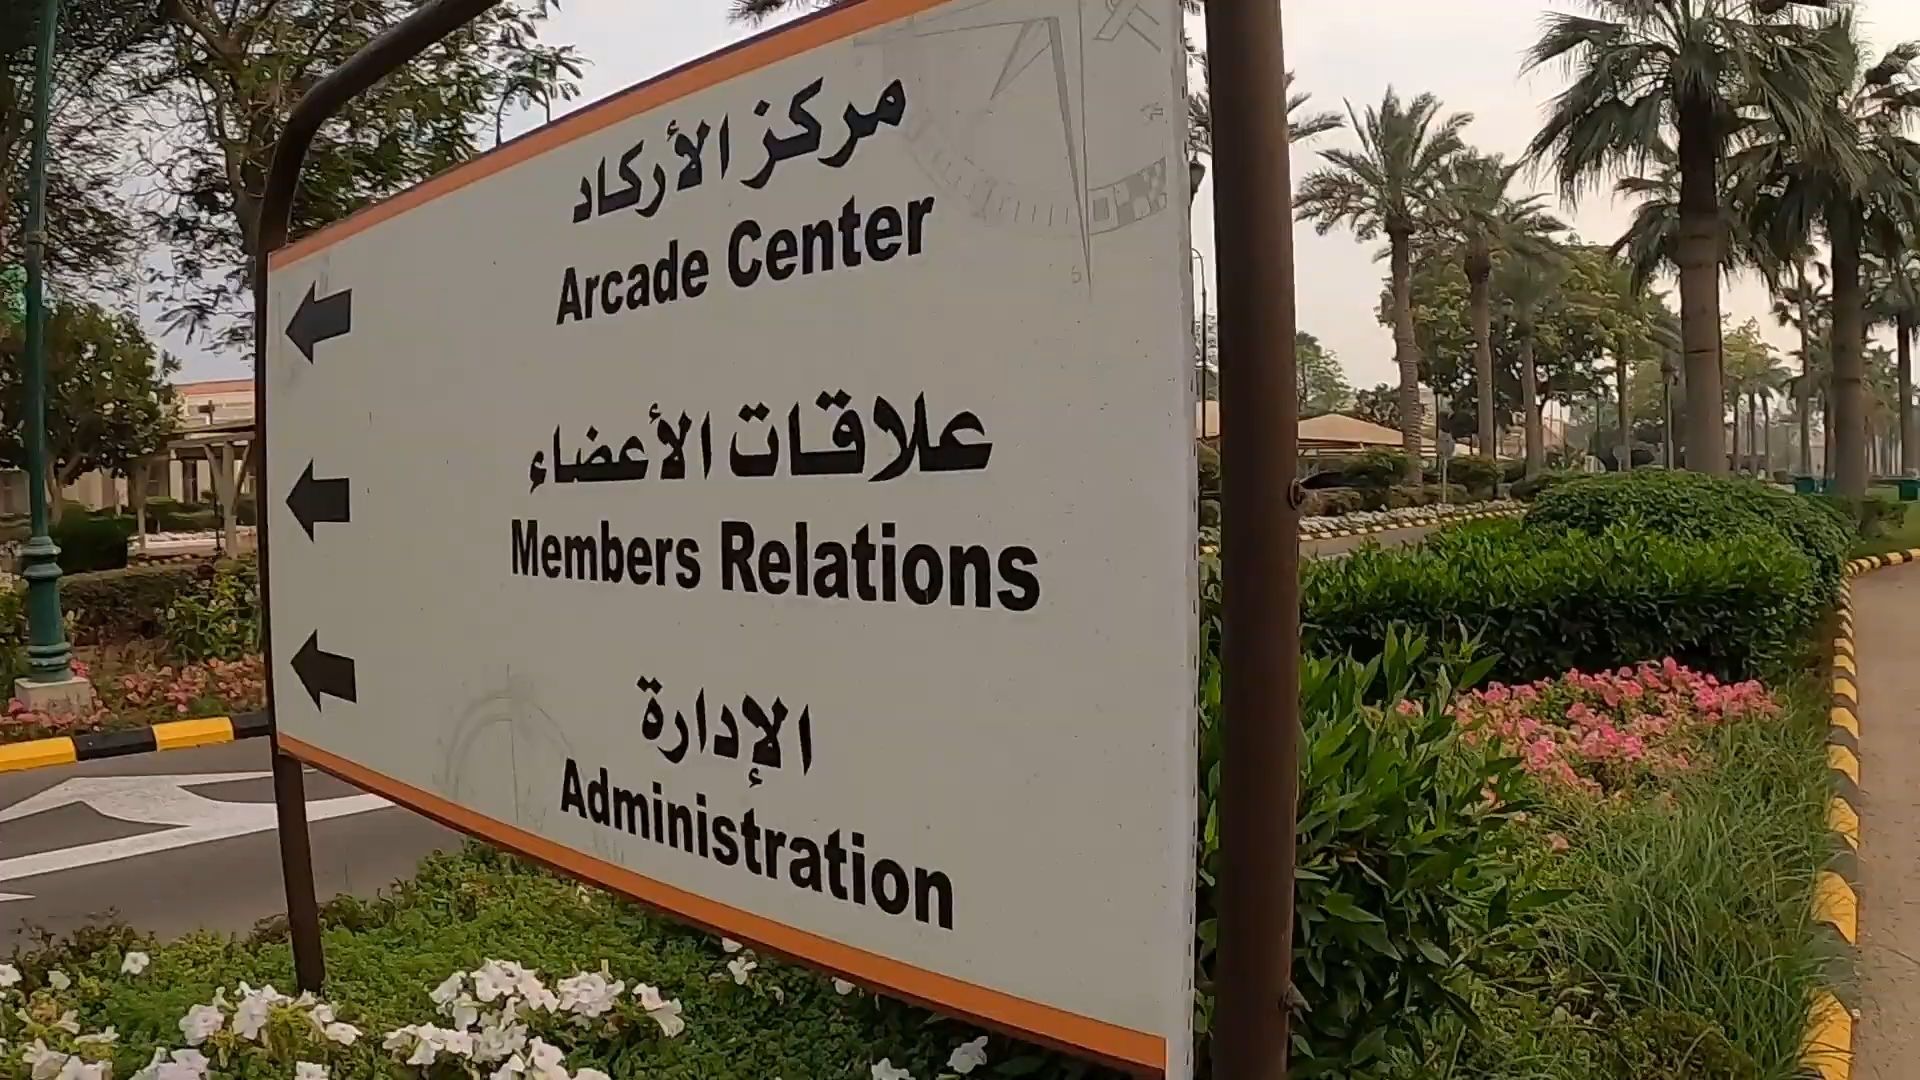 مركز الأركاد
Arcade Center
علاقات الأعضاء
Members Relations
الإدارة
Administration